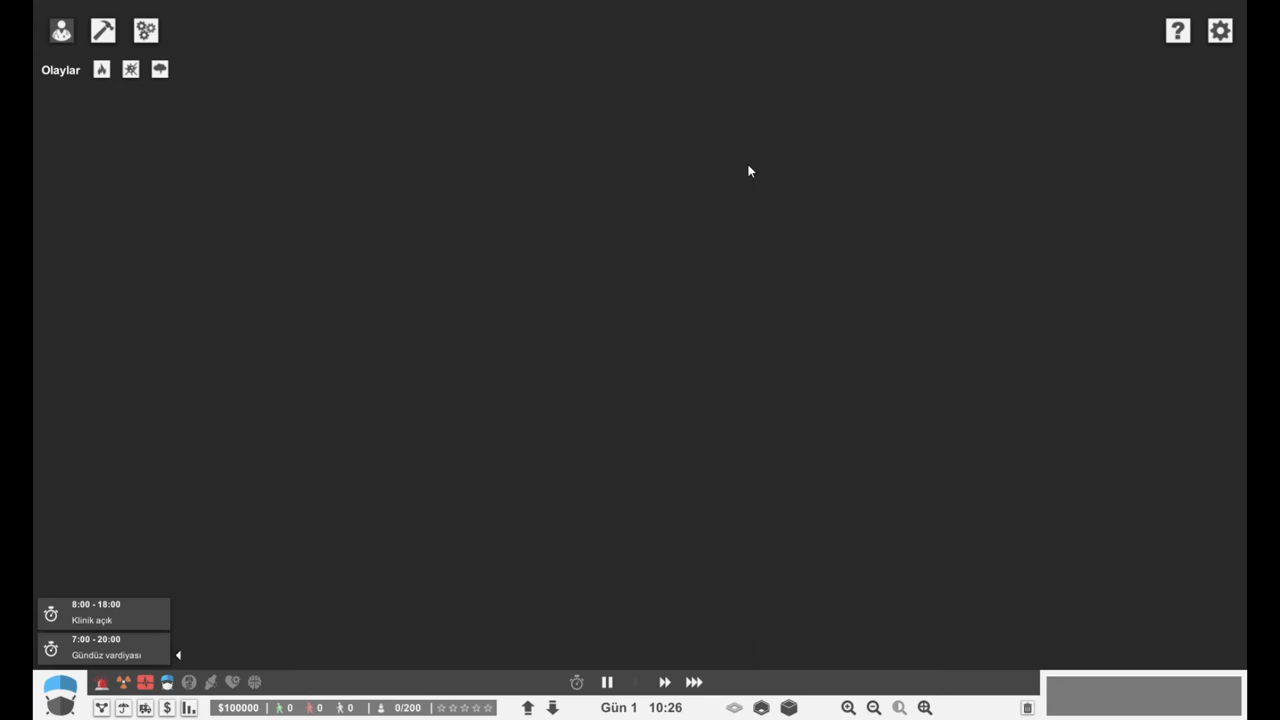 Olaylar
8:00 - 18:00
Klinik açık
7:00 - 20:00
Gündüz vardiyası
$100000 0 0 0 0/200
Gün 1 10:26